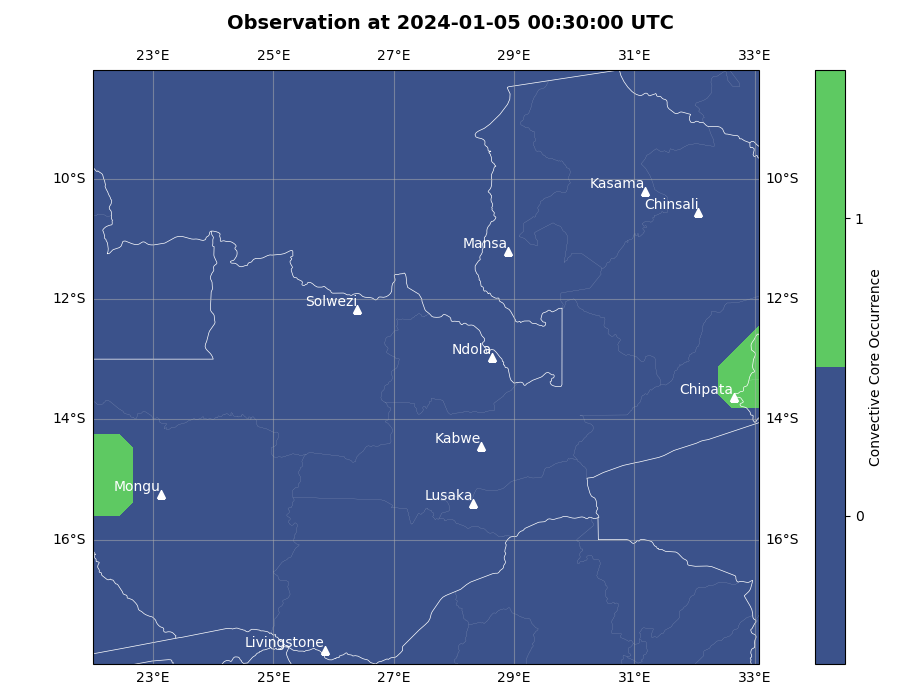 Observation at 2024-01-05 00:30:00 UTC
23°E 25°E 27°E 29°E 31°E 33°E
10°S 10°S
12°S 12°S
14°S 14°S
16°S 16°S
Kasama
Chinsali
Mansa
Solwezi
Ndola
Chipata
Kabwe
Mongu
Lusaka
Livingstone
23°E 25°E 27°E 29°E 31°E 33°E
1
0
Convective Core Occurrence